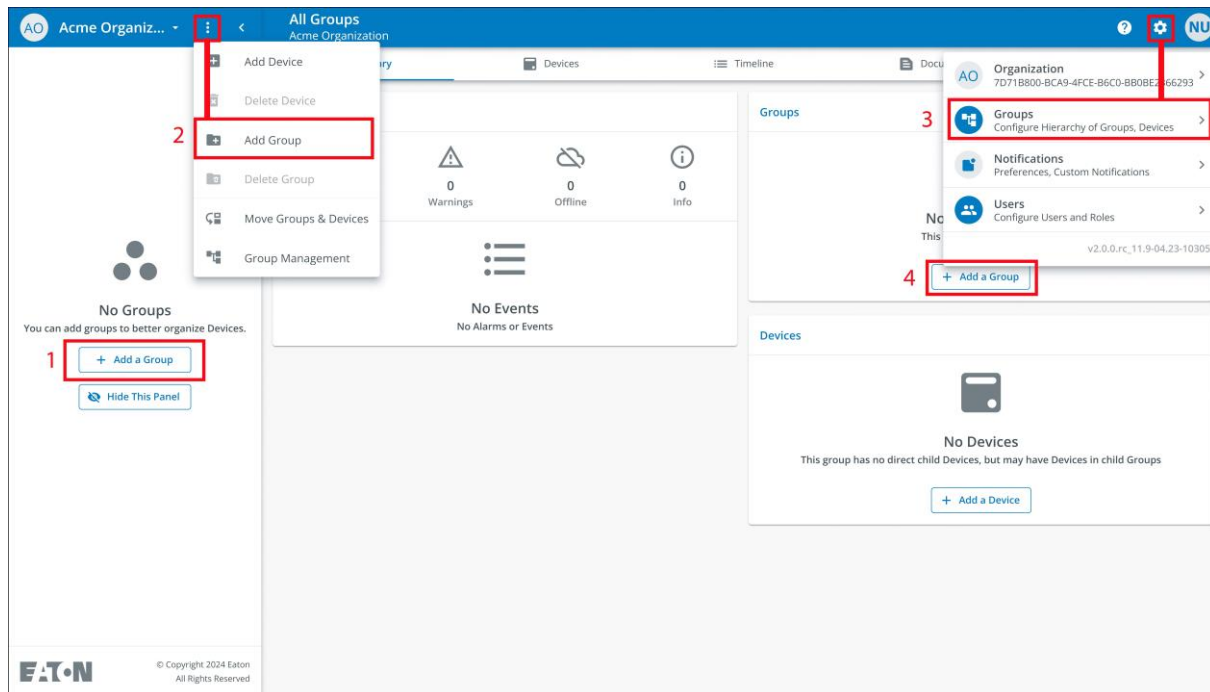 AO
Acme Organiz...
All Groups
Acme Organization
NU
Add Device
Delete Device
2
Add Group
Delete Group
Move Groups & Devices
Group Management
Devices
Timeline
0
Warnings
0
Offline
0
Info
No Events
No Alarms or Events
Groups
AO
Organization
7D71B800-BCA9-4FCE-B6C0-
3
Groups
Configure Hierarchy of Groups, Devices
Notifications
Preferences, Custom Notifications
Users
Configure Users and Roles
v2.0.0.rc_11.9-04.23-10305
This
4
+ Add a Group
No Groups
You can add groups to better organize Devices.
1
+ Add a Group
Hide This Panel
Devices
No Devices
This group has no direct child Devices, but may have Devices in child Groups
+ Add a Device
EATON
© Copyright 2024 Eaton
All Rights Reserved